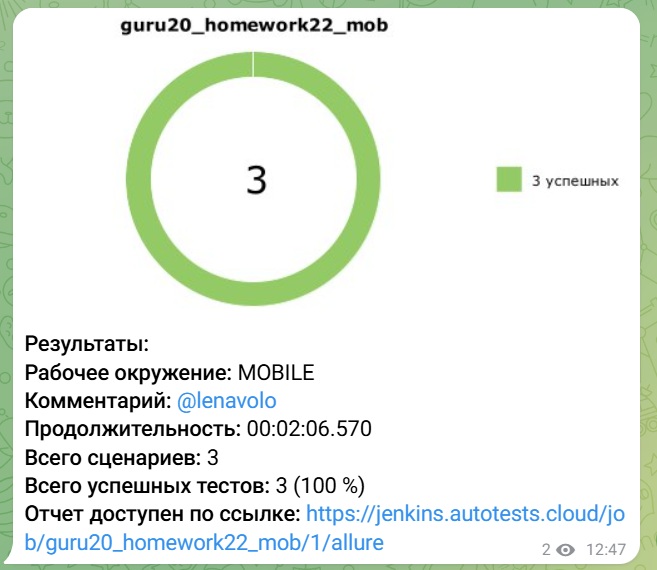 guru20_homework22_mob
3
3 успешных
Результаты:
Рабочее окружение: MOBILE
Комментарий: @lenavolo
Продолжительность: 00:02:06.570
Всего сценариев: 3
Всего успешных тестов: 3 (100 %)
Отчет доступен по ссылке: https://jenkins.autotests.cloud/jo
b/guru20_homework22_mob/1/allure
2 12:47